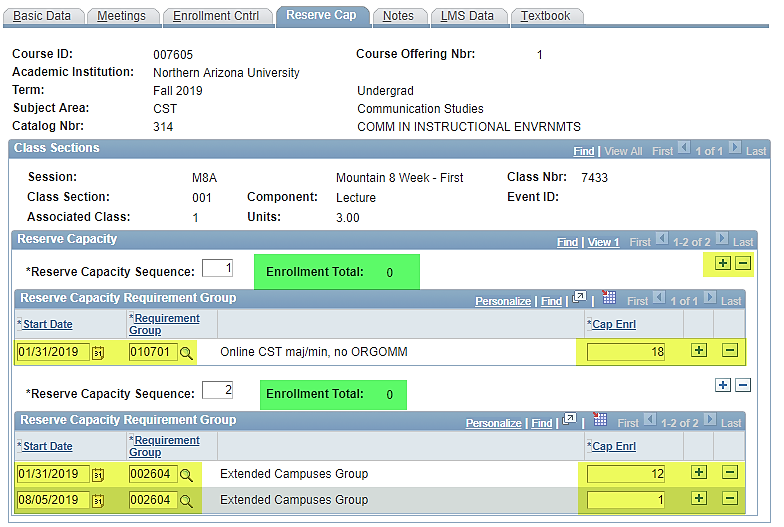 Basic Data Meetings Enrollment Cntrl Reserve Cap Notes LMS Data Textbook
Course ID: 007605 Course Offering Nbr: 1
Academic Institution: Northern Arizona University
Term: Fall 2019 Undergrad
Subject Area: CST Communication Studies
Catalog Nbr: 314 COMM IN INSTRUCTIONAL ENVRNMTS
Class Sections Find | View All First 1 of 1 Last
Session: M8A Mountain 8 Week - First Class Nbr: 7433
Class Section: 001 Component: Lecture Event ID:
Associated Class: 1 Units: 3.00
Reserve Capacity Find | View 1 First 1-2 of 2 Last
*Reserve Capacity Sequence: 1 Enrollment Total: 0
Reserve Capacity Requirement Group Personalize | Find | | First 1 of 1 Last
*Start Date *Requirement Group *Cap Enrl
01/31/2019 31 010701 Online CST maj/min, no ORGOMM 18
*Reserve Capacity Sequence: 2 Enrollment Total: 0
Reserve Capacity Requirement Group Personalize | Find | | First 1-2 of 2 Last
*Start Date *Requirement Group *Cap Enrl
01/31/2019 31 002604 Extended Campuses Group 12
08/05/2019 31 002604 Extended Campuses Group 1